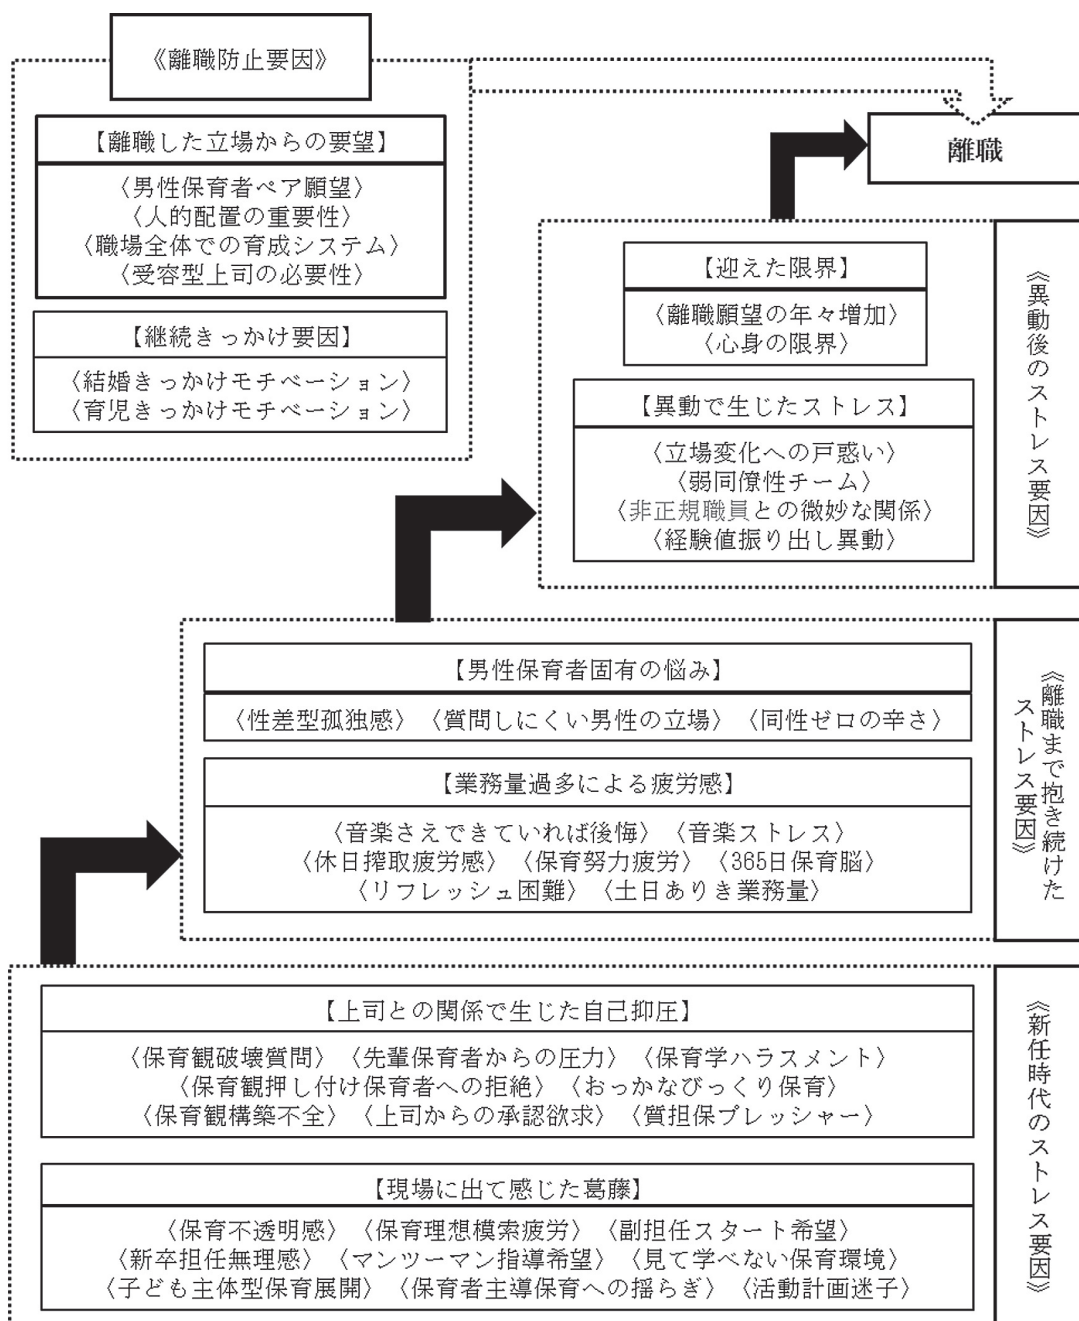 《離職防止要因》
【離職した立場からの要望】
〈男性保育者ペア願望〉
〈人的配置の重要性〉
〈職場全体での育成システム〉
〈受容型上司の必要性〉
【継続きっかけ要因】
〈結婚きっかけモチベーション〉
〈育児きっかけモチベーション〉
離職
【迎えた限界】
〈離職願望の年々増加〉
〈心身の限界〉
【異動で生じたストレス】
〈立場変化への戸惑い〉
〈弱同僚性チーム〉
〈非正規職員との微妙な関係〉
〈経験値振り出し異動〉
《異動後のストレス要因》
【男性保育者固有の悩み】
〈性差型孤独感〉〈質問しにくい男性の立場〉〈同性ゼロの辛さ〉
【業務量過多による疲労感】
〈音楽さえできていれば後悔〉〈音楽ストレス〉
〈休日搾取疲労感〉〈保育努力疲労〉〈365日保育脳〉
〈リフレッシュ困難〉〈土日ありき業務量〉
《離職まで抱き続けた
ストレス要因》
【上司との関係で生じた自己抑圧】
〈保育観破壊質問〉〈先輩保育者からの圧力〉〈保育学ハラスメント〉
〈保育観押し付け保育者への拒絶〉〈おっかなびっくり保育〉
〈保育観構築不全〉〈上司からの承認欲求〉〈質担保プレッシャー〉
【現場に出て感じた葛藤】
〈保育不透明感〉〈保育理想模索疲労〉〈副担任スタート希望〉
〈新卒担任無理感〉〈マンツーマン指導希望〉〈見て学べない保育環境〉
〈子ども主体型保育展開〉〈保育者主導保育への揺らぎ〉〈活動計画迷子〉
《新任時代のストレス要因》